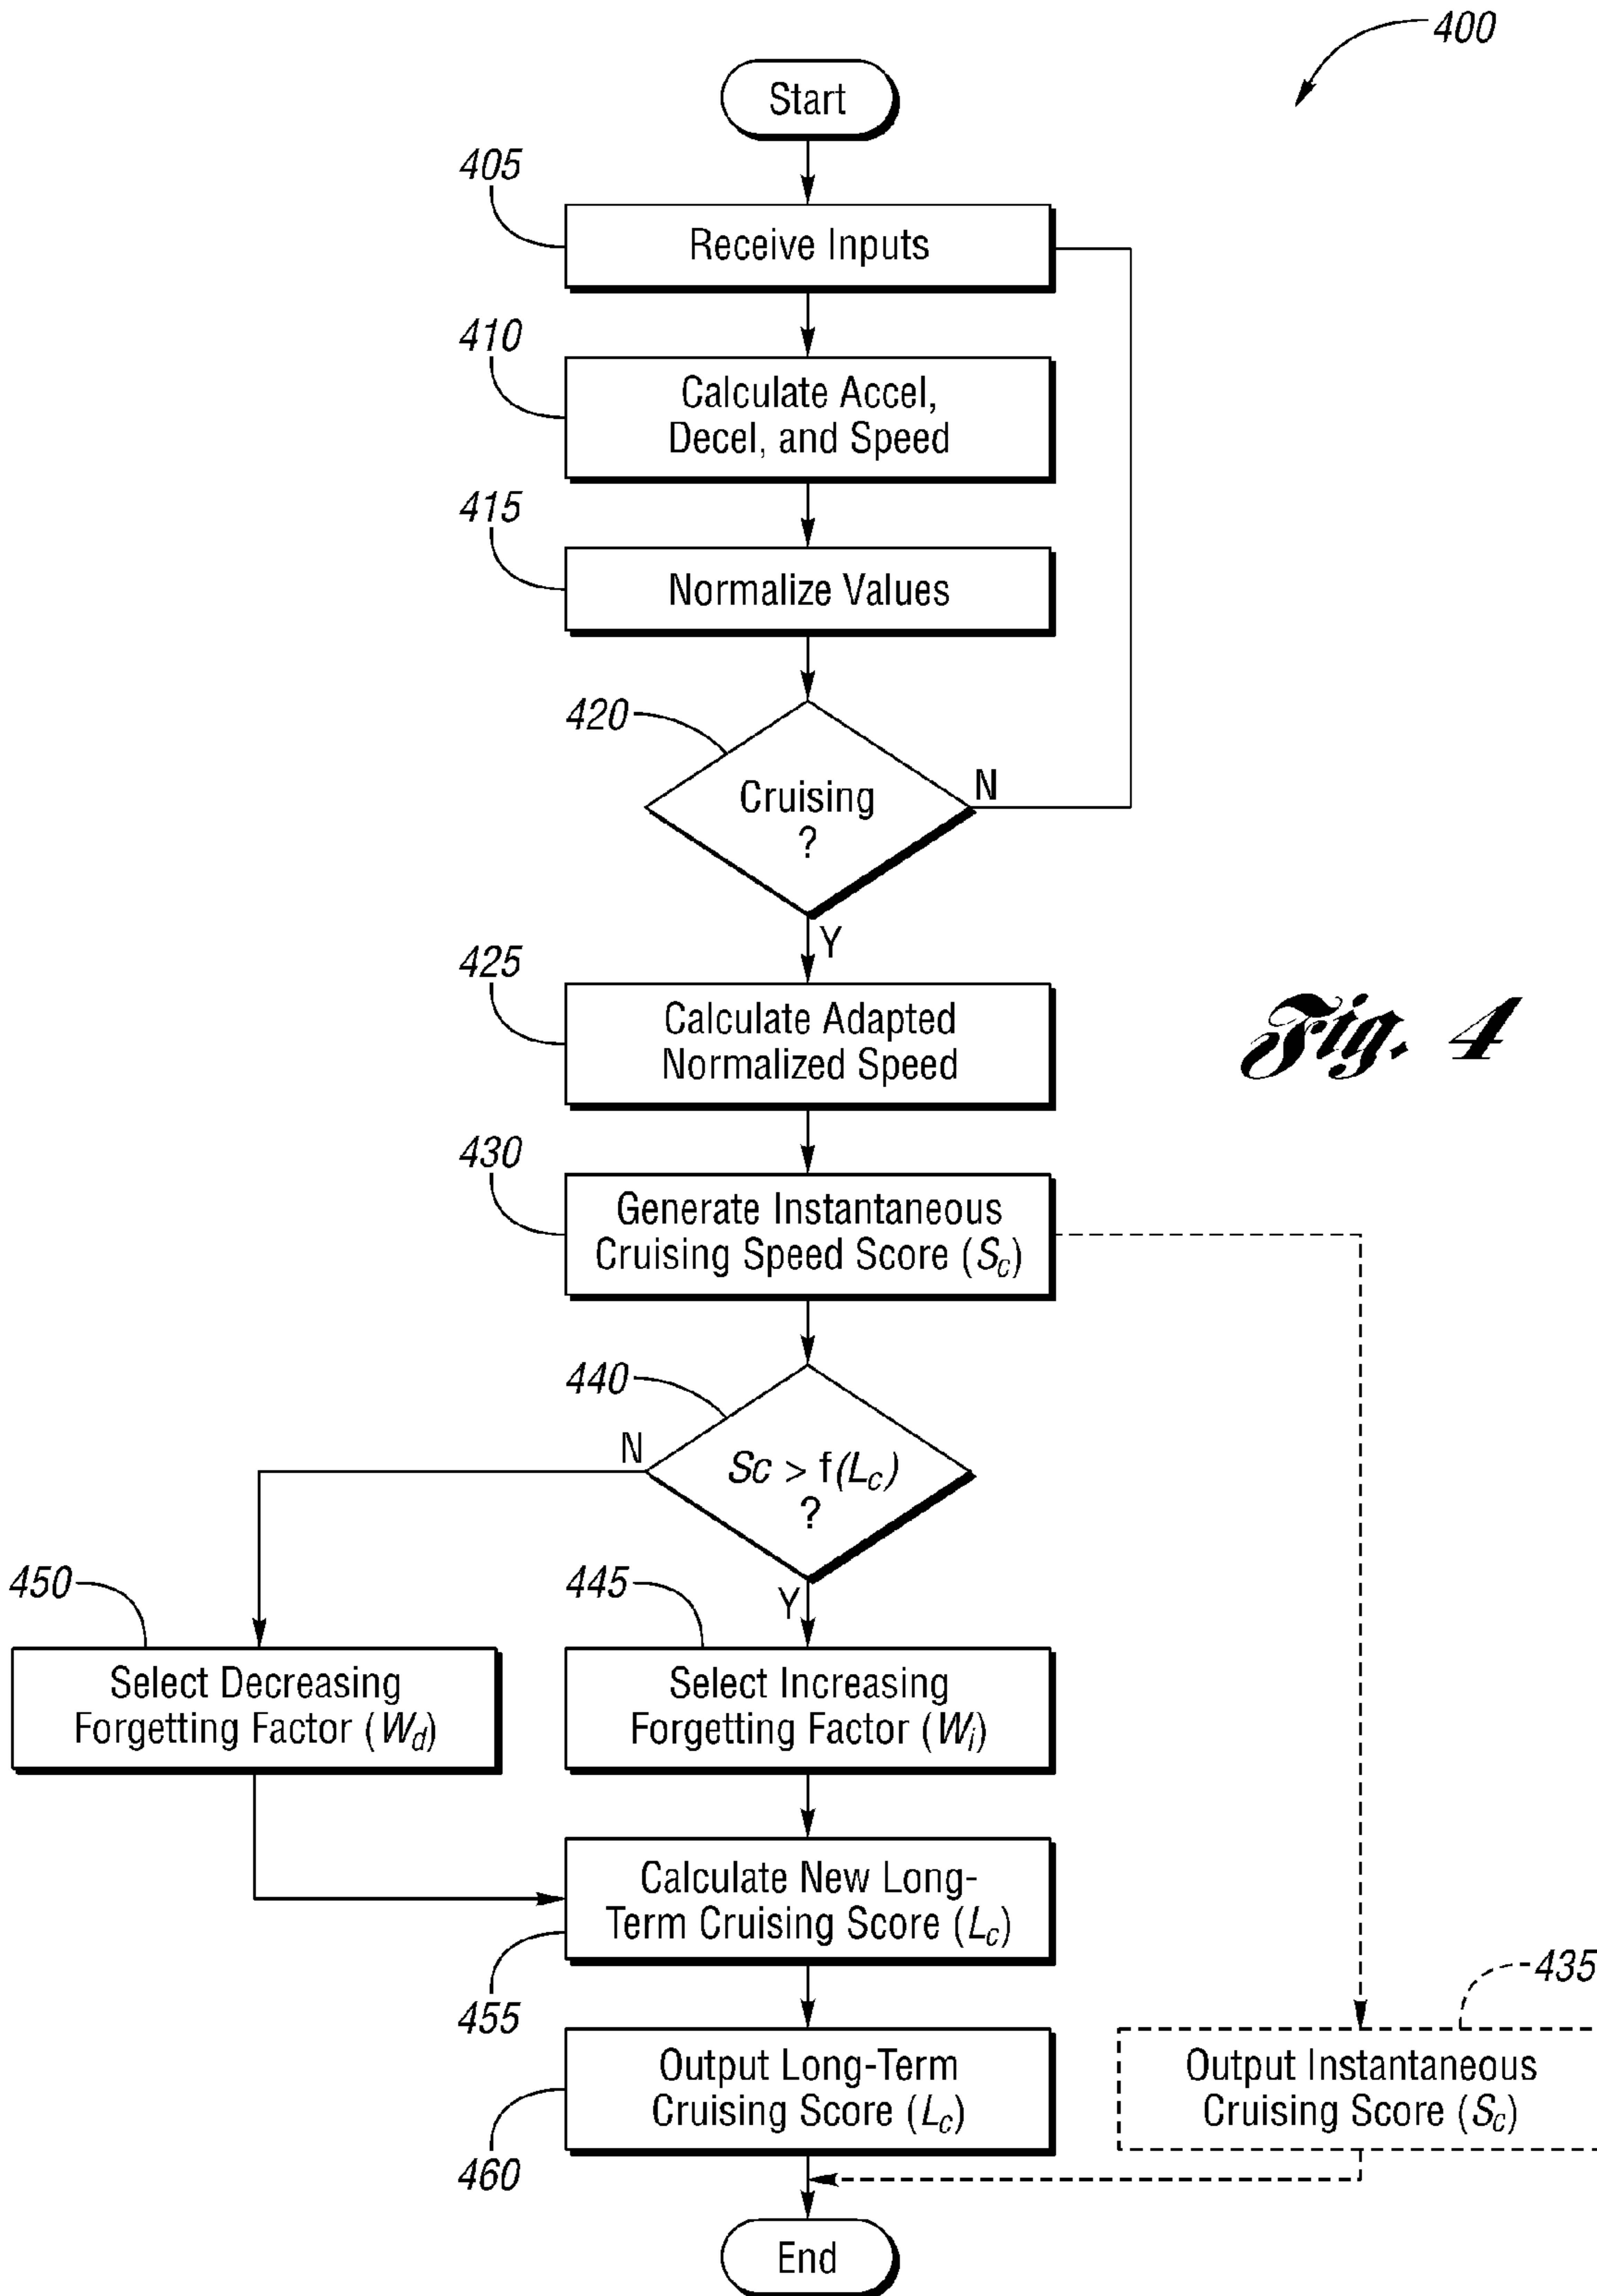 400
Start
405
Receive Inputs
410
Calculate Accel,
Decel, and Speed
415
Normalize Values
420
Cruising
?
N
Y
425
Calculate Adapted
Normalized Speed
Fig. 4
430
Generate Instantaneous
Cruising Speed Score (Sc)
440
N
Sc > f(Lc)
?
Y
450
Select Decreasing
Forgetting Factor (Wd)
445
Select Increasing
Forgetting Factor (Wi)
Calculate New Long-
Term Cruising Score (Lc)
455
435
Output Long-Term
Cruising Score (Lc)
460
Output Instantaneous
Cruising Score (Sc)
End